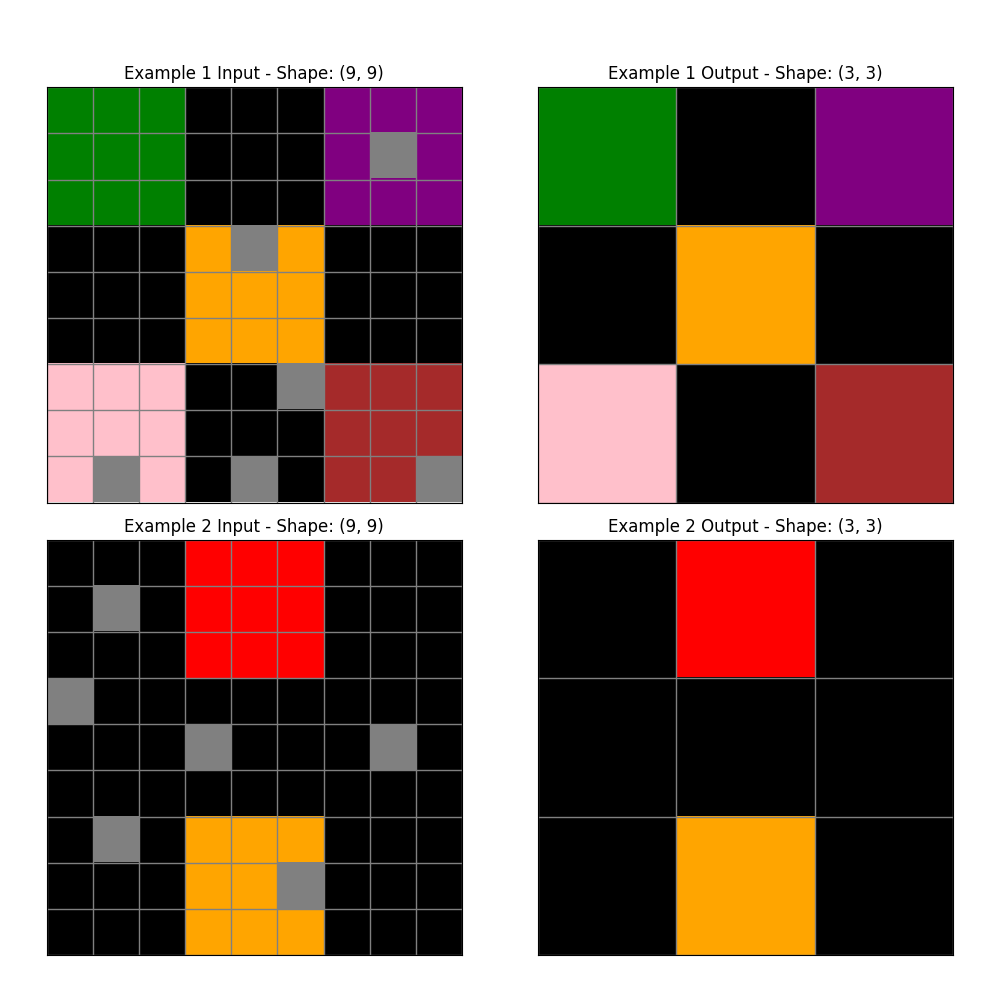 Example 1 Input - Shape: (9, 9)
Example 1 Output - Shape: (3, 3)
Example 2 Input - Shape: (9, 9)
Example 2 Output - Shape: (3, 3)